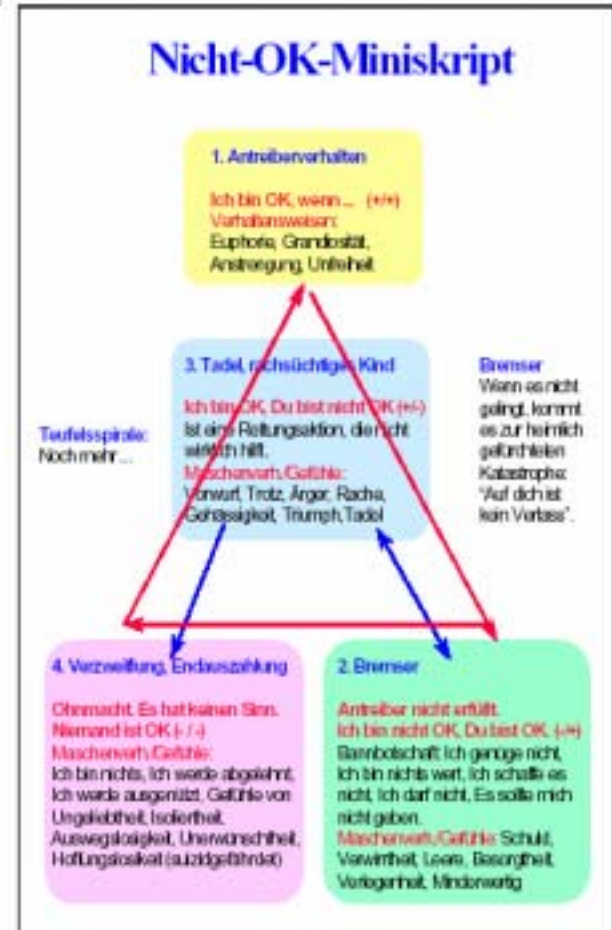 Nicht-OK-Miniskript
1. Antreiberverhalten
Ich bin OK, wenn ... (+/+)
Verhaltensweisen:
Euphorie, Grandiosität,
Anstrengung, Unfreiheit
3. Tadel, rachsüchtiges Kind
Ich bin OK, Du bist nicht OK (+/-)
Ist eine Rettungsaktion, die nicht
wirklich hilft.
Maschenverh./Gefühle:
Vorwurf, Trotz, Ärger, Rache,
Gehässigkeit, Triumph, Tadel
Teufelsspirale:
Noch mehr ...
Bremser
Wenn es nicht
gelingt, kommt
es zur heimlich
gefürchteten
Katastrophe:
"Auf dich ist
kein Verlass".
4. Verzweiflung, Endauszahlung
Ohnmacht. Es hat keinen Sinn.
Niemand ist OK (- / -)
Maschenverh./Gefühle:
Ich bin nichts, Ich werde abgelehnt,
Ich werde ausgenützt, Gefühle von
Ungeliebtheit, Isoliertheit,
Auswegslosigkeit, Unerwünschtheit,
Hoffungslosikeit (suizidgefährdet)
2. Bremser
Antreiber nicht erfüllt.
Ich bin nicht OK, Du bist OK. (-/+)
Bannbotschaft: Ich genüge nicht,
Ich bin nichts wert, Ich schaffe es
nicht, Ich darf nicht, Es sollte mich
nicht geben.
Maschenverh./Gefühle: Schuld,
Verwirrtheit, Leere, Besorgtheit,
Verlegenheit, Minderwertig